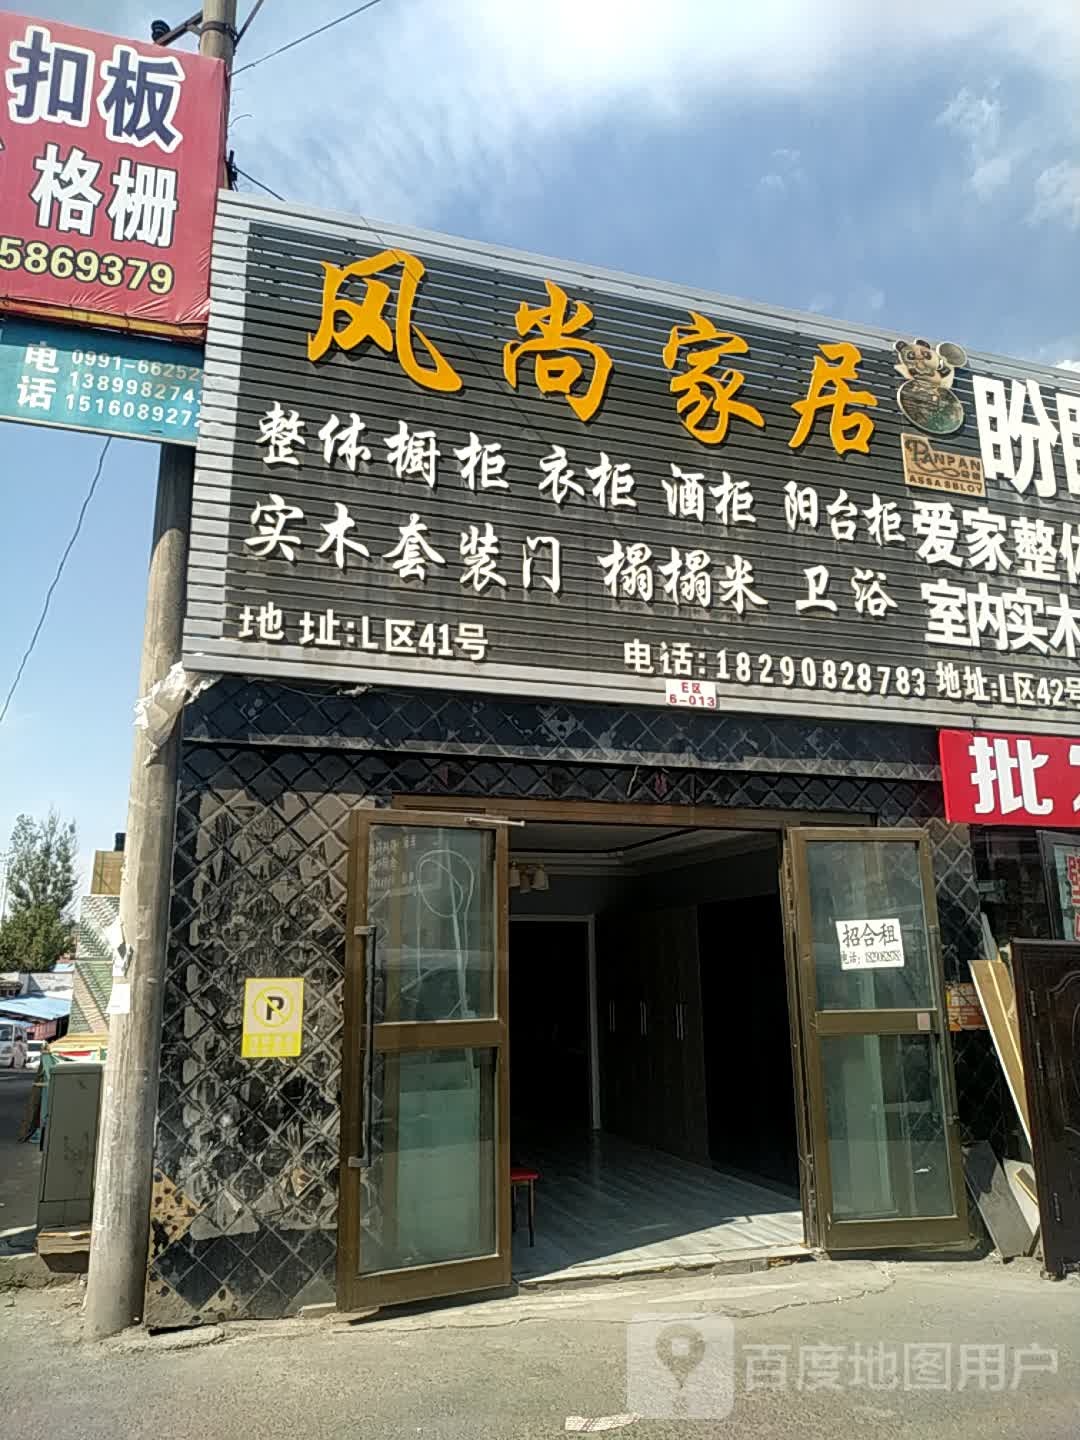 扣板
格栅
5869379
电话
0991-66252
1389982743
1516089272
风尚家居
整体橱柜 衣柜 酒柜 阳台柜
实木套装门 榻榻米 卫浴
地址:L区41号
电话:18290828783
PANPAN
ASSA ABLOY
盼
爱家整体
室内实木
地址:L区42号
E区
6-013
批
招合租
P
百度地图用户